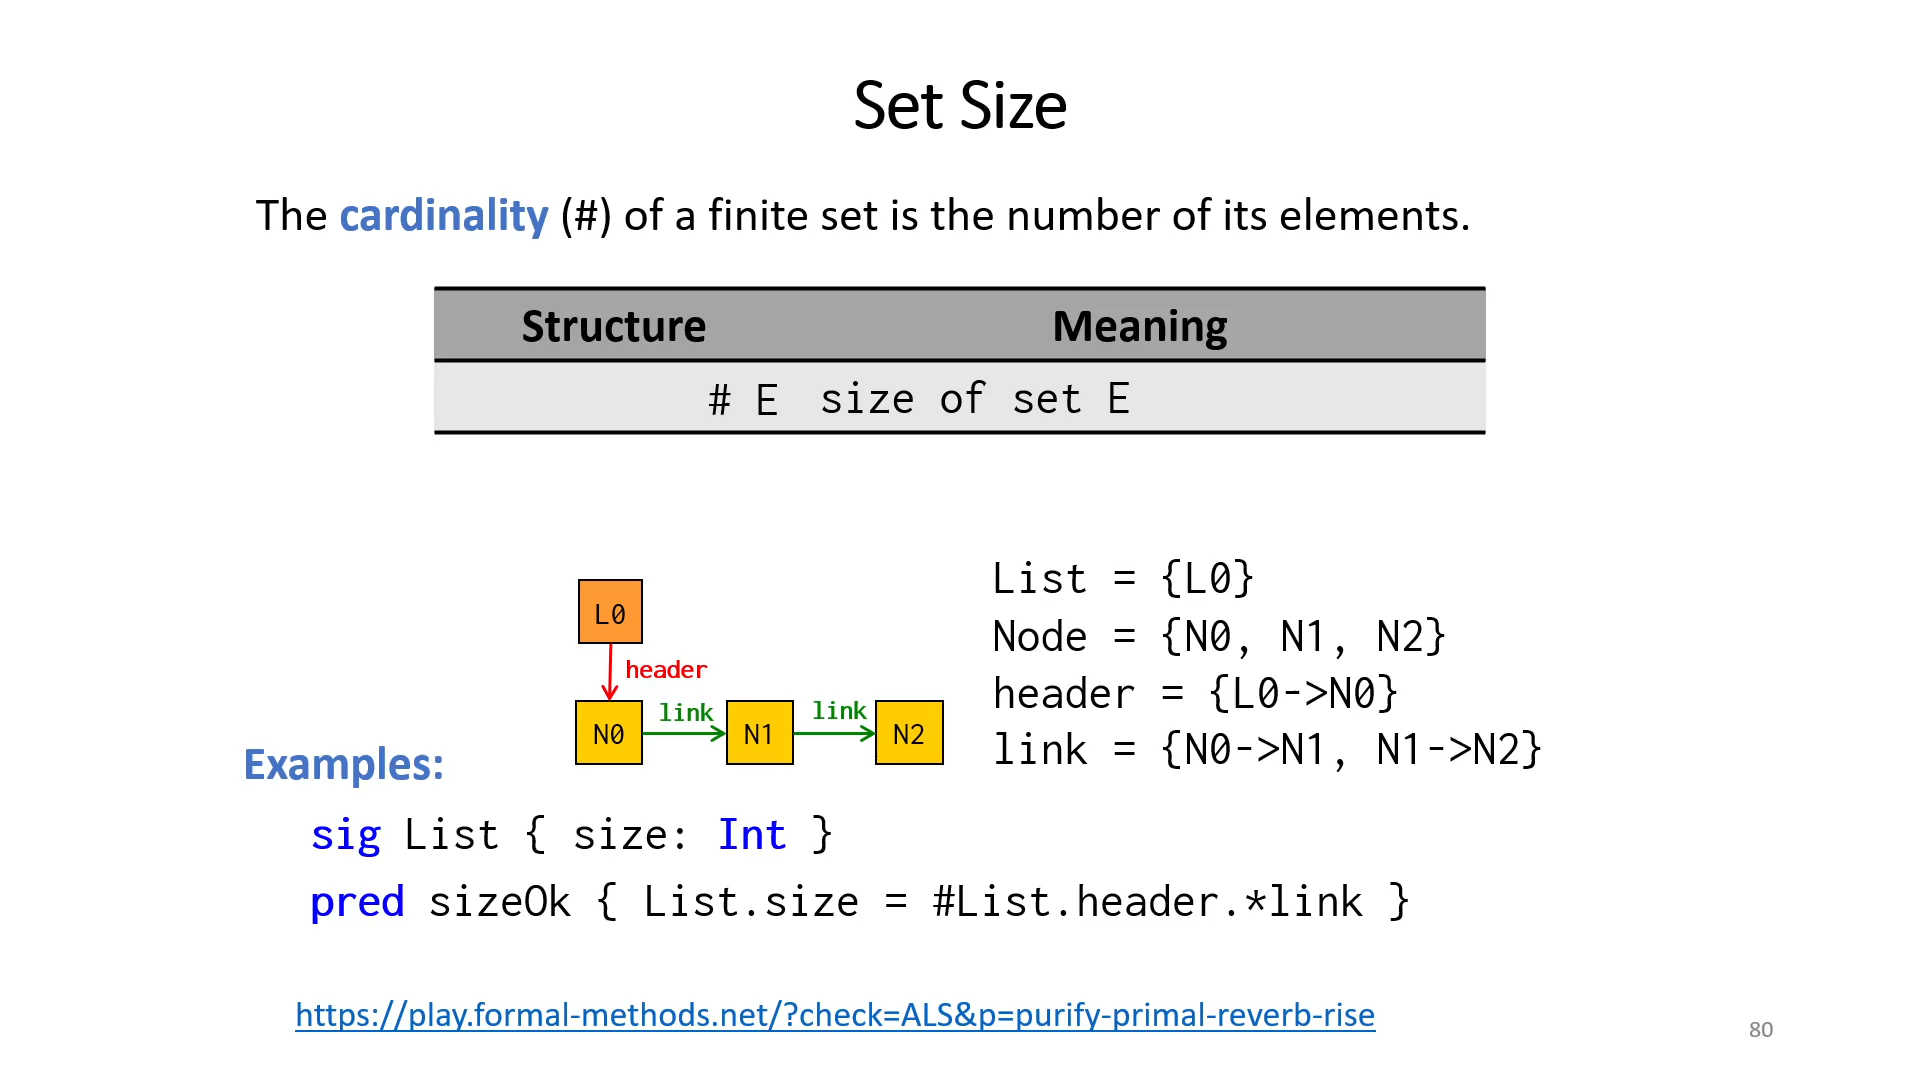 Set Size
The cardinality (#) of a finite set is the number of its elements.
Structure Meaning
# E size of set E
L0
header
N0 link N1 link N2
List = {L0}
Node = {N0, N1, N2}
header = {L0->N0}
link = {N0->N1, N1->N2}
Examples:
sig List { size: Int }
pred sizeOk { List.size = #List.header.*link }
https://play.formal-methods.net/?check=ALS&p=purify-primal-reverb-rise
80